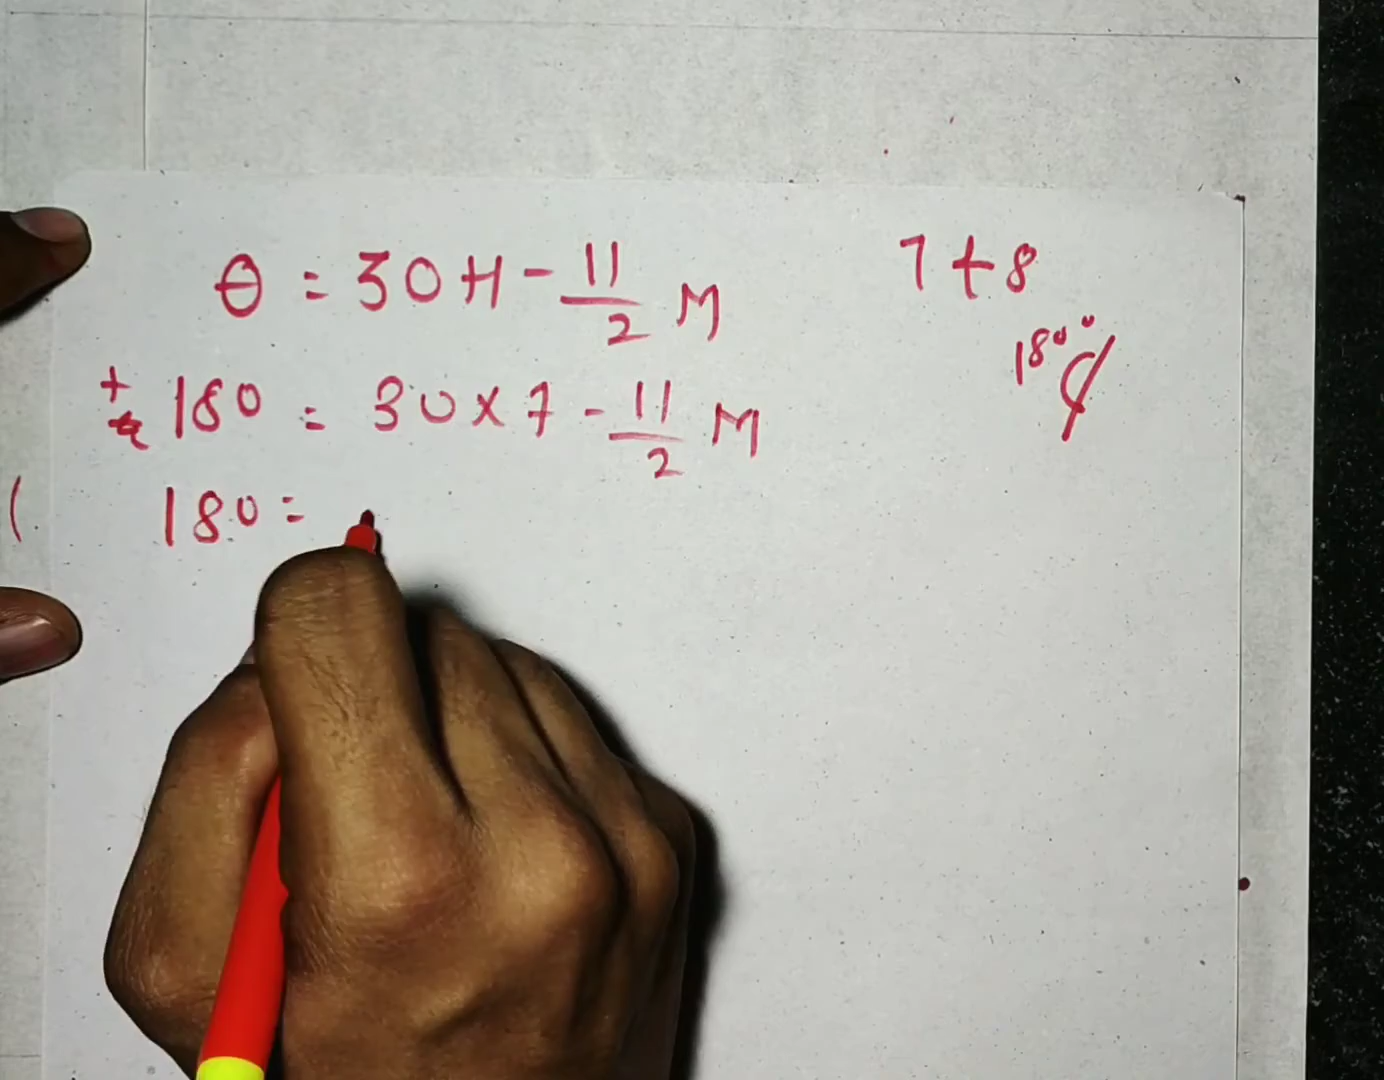 θ = 30H - 11/2 M
7 + 8
180°
± 180 = 30 x 7 - 11/2 M
( 180 =